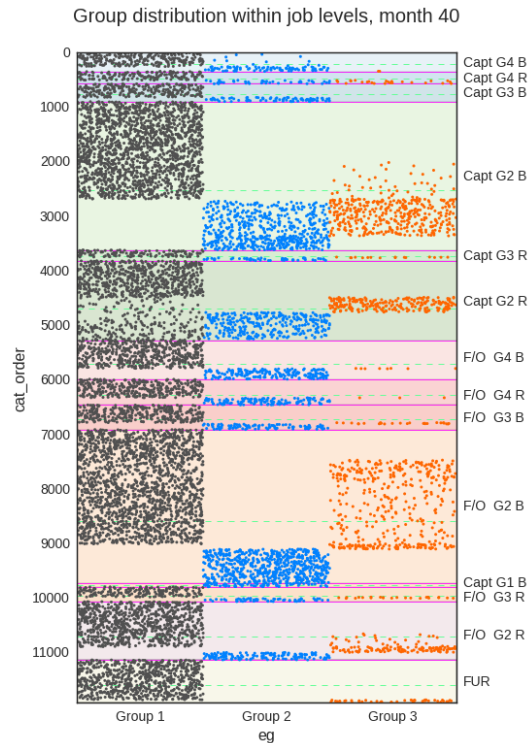 Group distribution within job levels, month 40
0
1000
2000
3000
4000
5000
6000
7000
8000
9000
10000
11000
cat_order
Capt G4 B
Capt G4 R
Capt G3 B
Capt G2 B
Capt G3 R
Capt G2 R
F/O G4 B
F/O G4 R
F/O G3 B
F/O G2 B
Capt G1 B
F/O G3 R
F/O G2 R
FUR
Group 1 Group 2 Group 3
eg